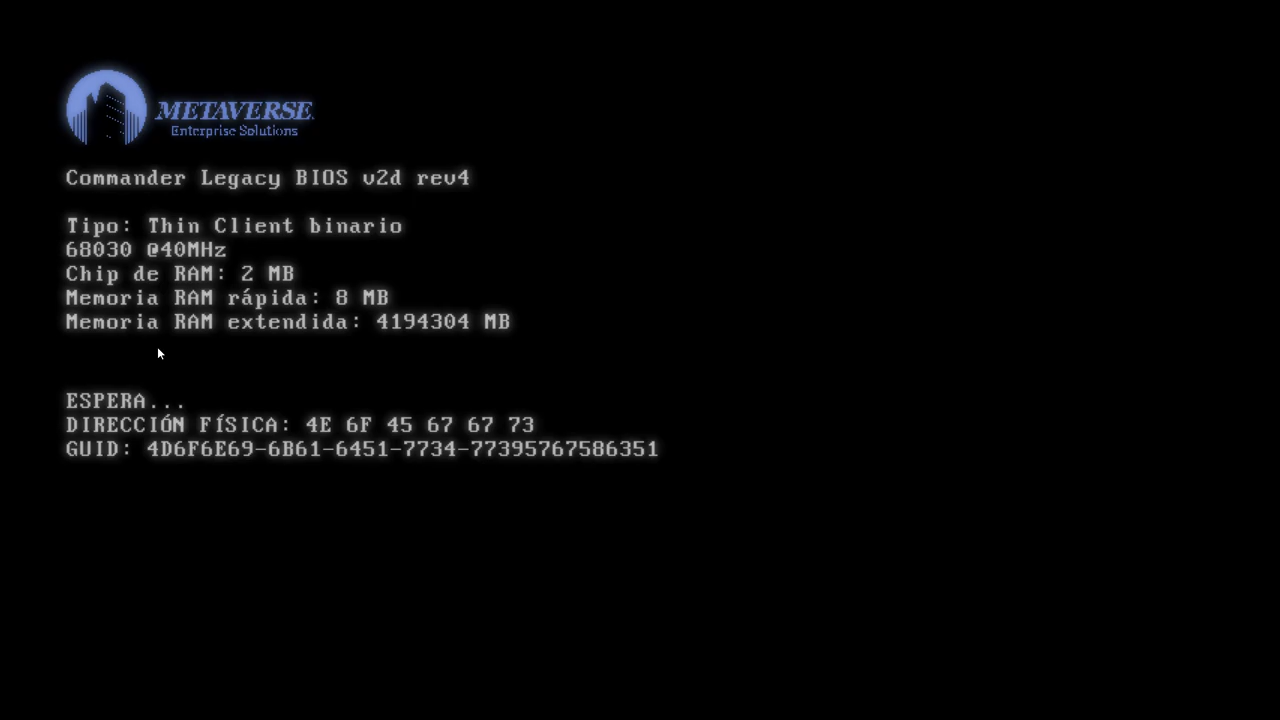 METAVERSE
Enterprise Solutions
Commander Legacy BIOS v2d rev4
Tipo: Thin Client binario
68030 @40MHz
Chip de RAM: 2 MB
Memoria RAM rápida: 8 MB
Memoria RAM extendida: 4194304 MB
ESPERA...
DIRECCIÓN FÍSICA: 4E 6F 45 67 67 73
GUID: 4D6F6E69-6B61-6451-7734-77395767586351